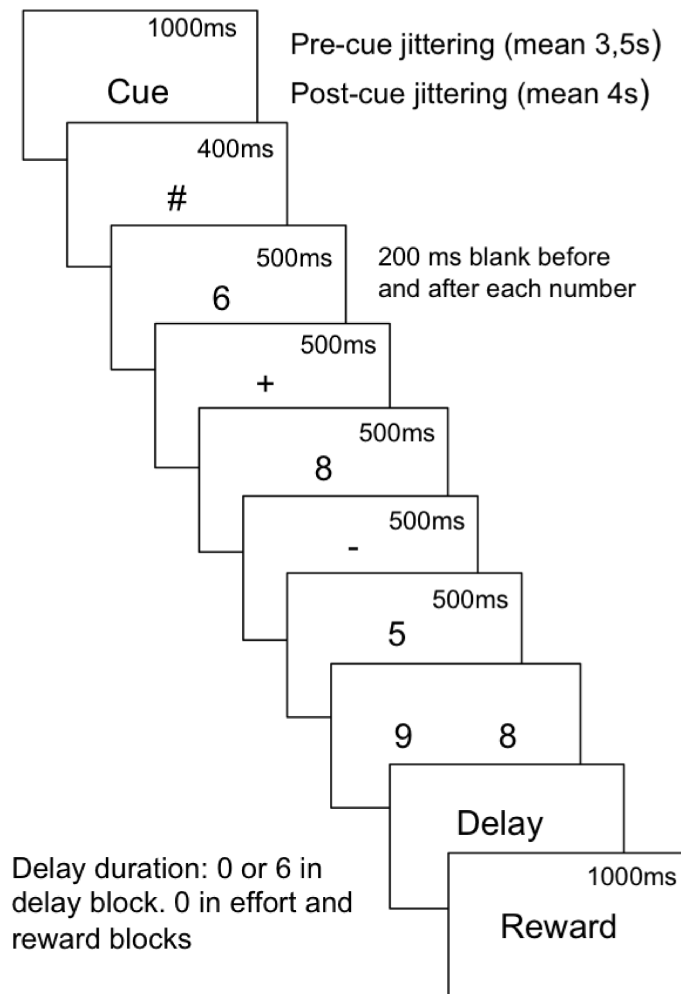 1000ms
Pre-cue jittering (mean 3,5s)
Cue
Post-cue jittering (mean 4s)
400ms
#
500ms
6
200 ms blank before
and after each number
500ms
+
500ms
8
500ms
-
500ms
5
9 8
Delay
Delay duration: 0 or 6 in
delay block. 0 in effort and
reward blocks
1000ms
Reward